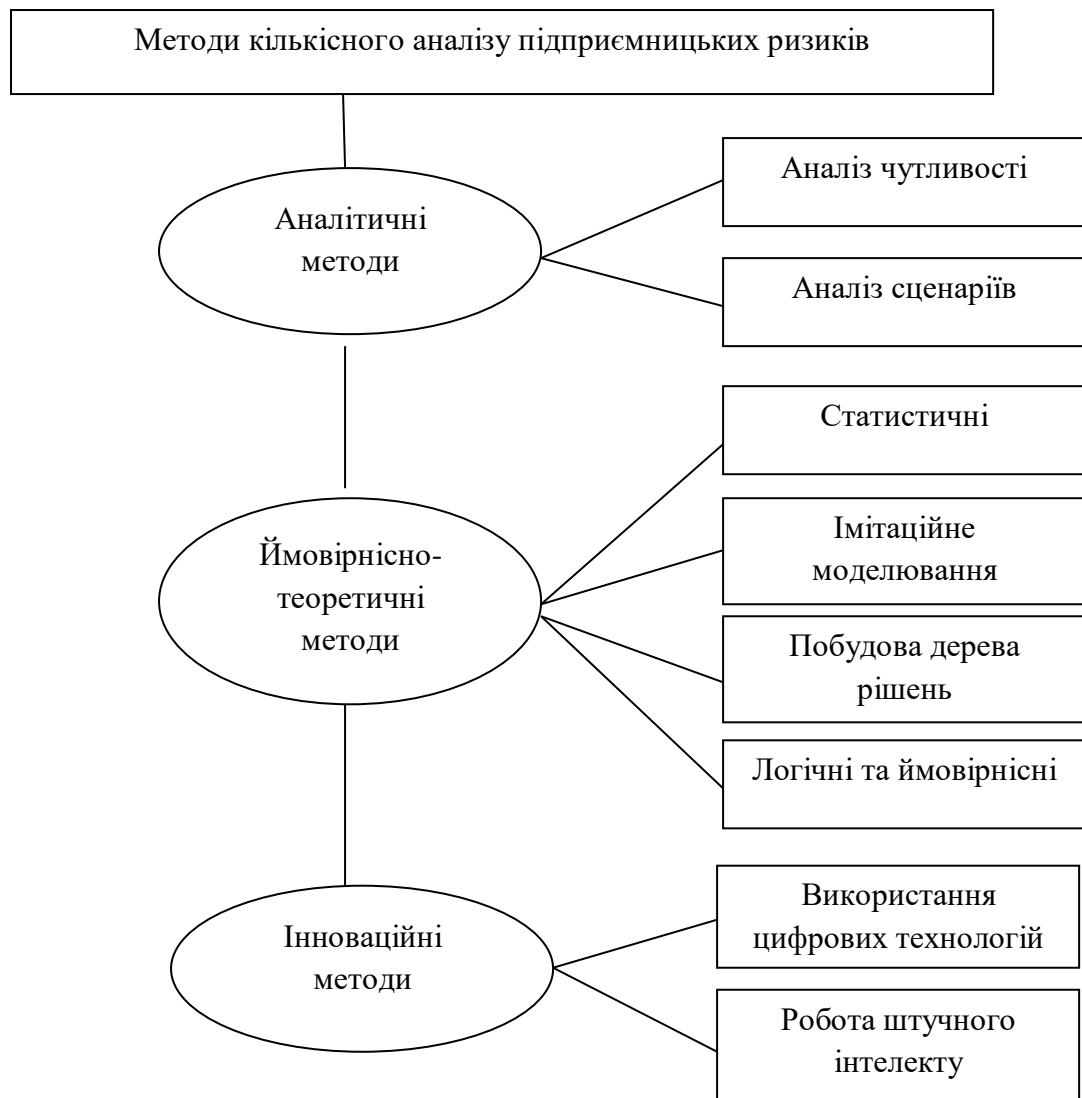 Методи кількісного аналізу підприємницьких ризиків
Аналітичні
методи
Аналіз чутливості
Аналіз сценаріїв
Ймовірнісно-
теоретичні
методи
Статистичні
Імітаційне
моделювання
Побудова дерева
рішень
Логічні та ймовірнісні
Інноваційні
методи
Використання
цифрових технологій
Робота штучного
інтелекту